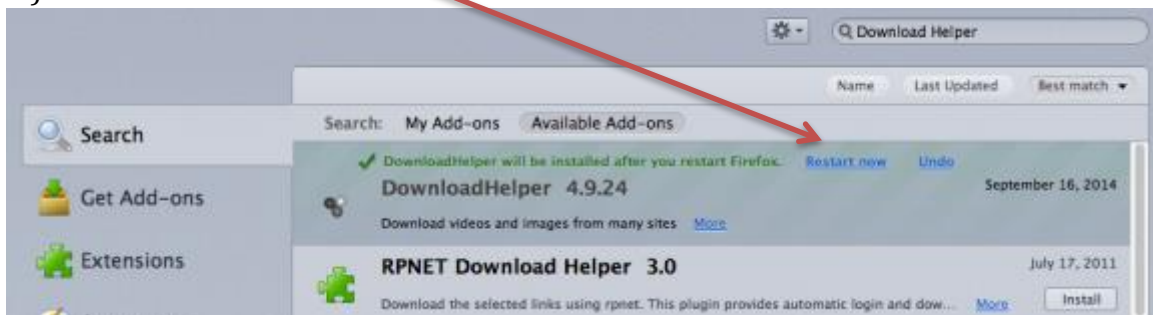 Download Helper
Name Last Updated Best match
Search
Search: My Add-ons Available Add-ons
DownloadHelper will be installed after you restart Firefox. Restart now Undo
DownloadHelper 4.9.24 September 16, 2014
Get Add-ons
Download videos and images from many sites More
Extensions
RPNET Download Helper 3.0 July 17, 2011
Download the selected links using rpnet. This plugin provides automatic login and dow... More Install